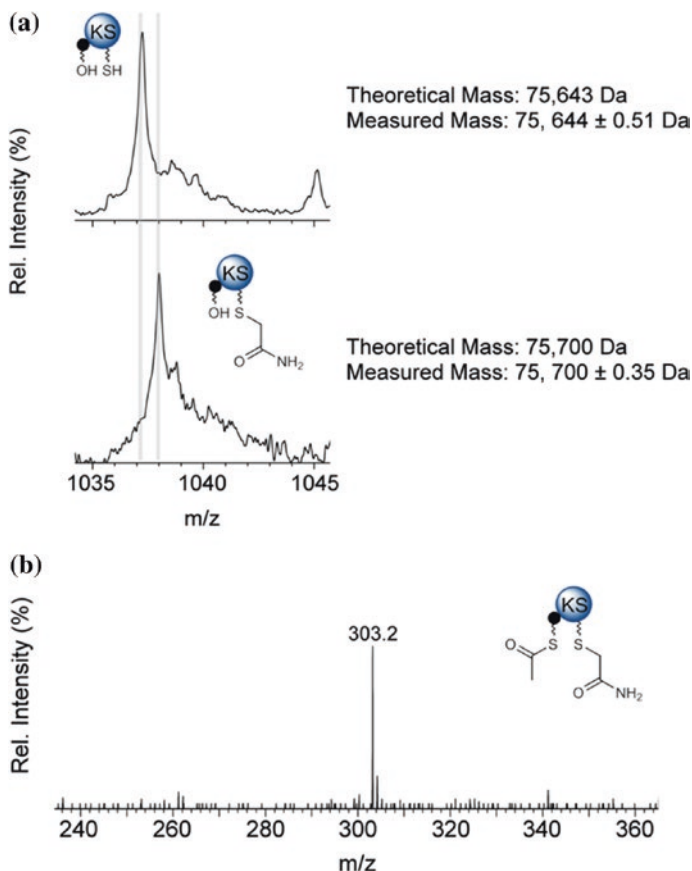 (a)
KS
OH SH
Theoretical Mass: 75,643 Da
Measured Mass: 75, 644 ± 0.51 Da
Rel. Intensity (%)
KS
OH
S
O
NH2
Theoretical Mass: 75,700 Da
Measured Mass: 75, 700 ± 0.35 Da
1035 1040 1045
m/z
(b)
Rel. Intensity (%)
303.2
KS
O
S
S
O
NH2
240 260 280 300 320 340 360
m/z